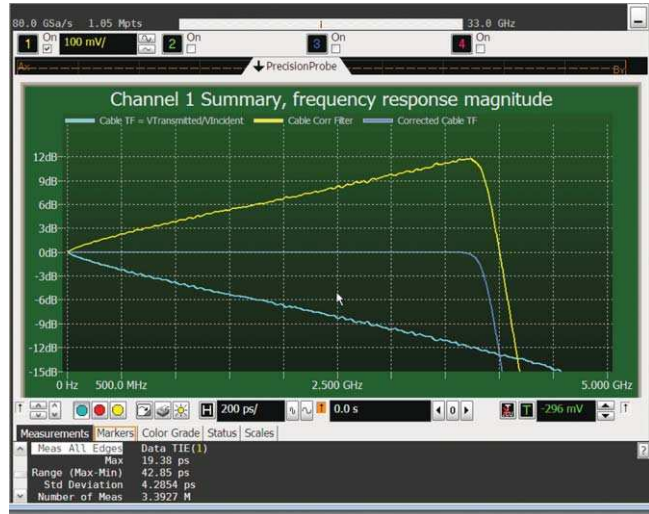 80.0 GSa/s 1.05 Mpts 33.0 GHz
1 On 100 mV/ 2 On 3 On 4 On
PrecisionProbe
Channel 1 Summary, frequency response magnitude
Cable TF = VTransmitted/VIncident Cable Corr Filter Corrected Cable TF
12dB
9dB
6dB
3dB
0dB
-3dB
-6dB
-9dB
-12dB
-15dB
0 Hz 500.0 MHz 2.500 GHz 5.000 GHz
H 200 ps/ 0.0 s 0 T -296 mV
Measurements Markers Color Grade Status Scales
Meas All Edges Data TIE(1)
Max 19.38 ps
Range (Max-Min) 42.85 ps
Std Deviation 4.2854 ps
Number of Meas 3.3927 M